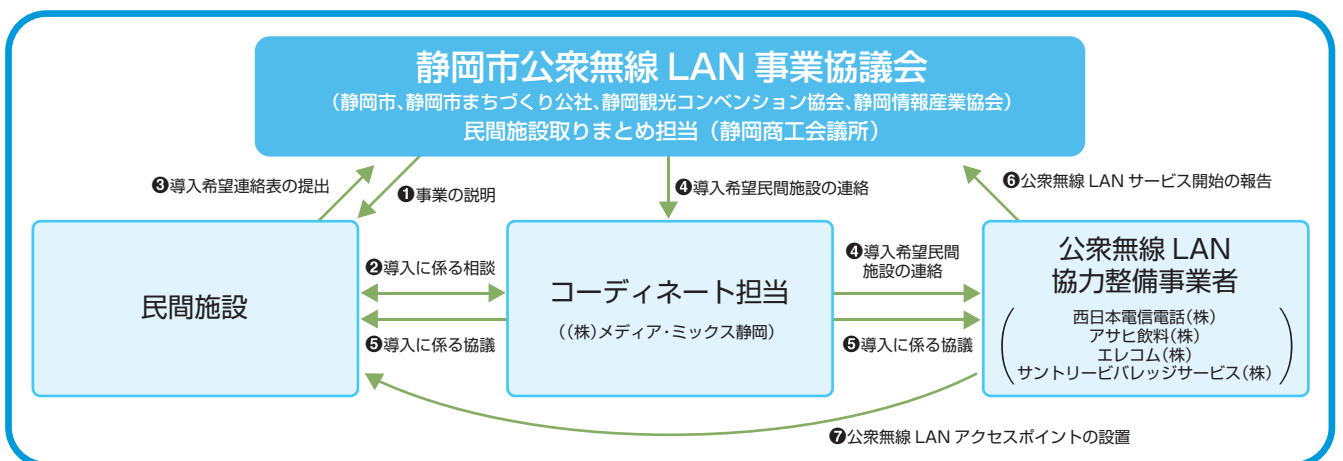 静岡市公衆無線 LAN 事業協議会
（静岡市、静岡市まちづくり公社、静岡観光コンベンション協会、静岡情報産業協会）
民間施設取りまとめ担当（静岡商工会議所）
❸導入希望連絡表の提出
❶事業の説明
❹導入希望民間施設の連絡
❻公衆無線 LAN サービス開始の報告
民間施設
❷導入に係る相談
❺導入に係る協議
コーディネート担当
（(株)メディア・ミックス静岡）
❹導入希望民間
施設の連絡
❺導入に係る協議
公衆無線 LAN
協力整備事業者
西日本電信電話(株)
アサヒ飲料(株)
エレコム(株)
サントリービバレッジサービス(株)
❼公衆無線 LAN アクセスポイントの設置